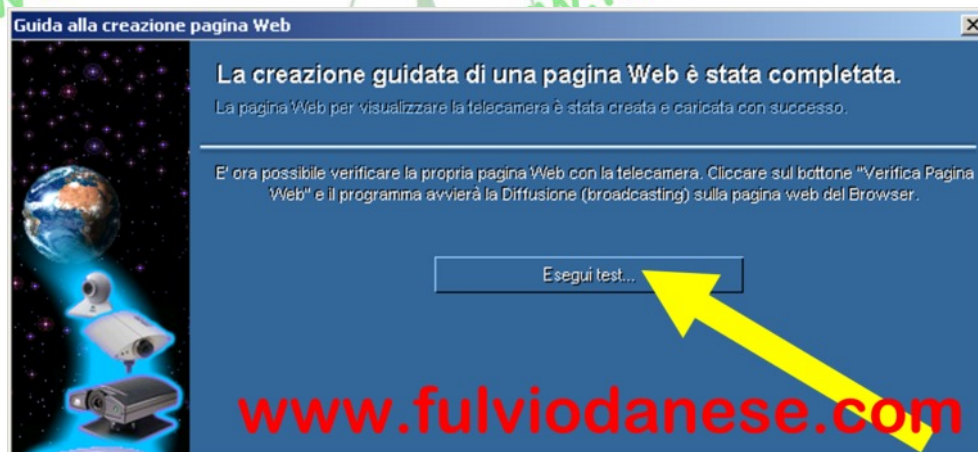 Guida alla creazione pagina Web
La creazione guidata di una pagina Web è stata completata.
La pagina Web per visualizzare la telecamera è stata creata e caricata con successo.
E' ora possibile verificare la propria pagina Web con la telecamera. Cliccare sul bottone "Verifica Pagina
Web" e il programma avvierà la Diffusione (broadcasting) sulla pagina web del Browser.
Esegui test...
www.fulviodanese.com